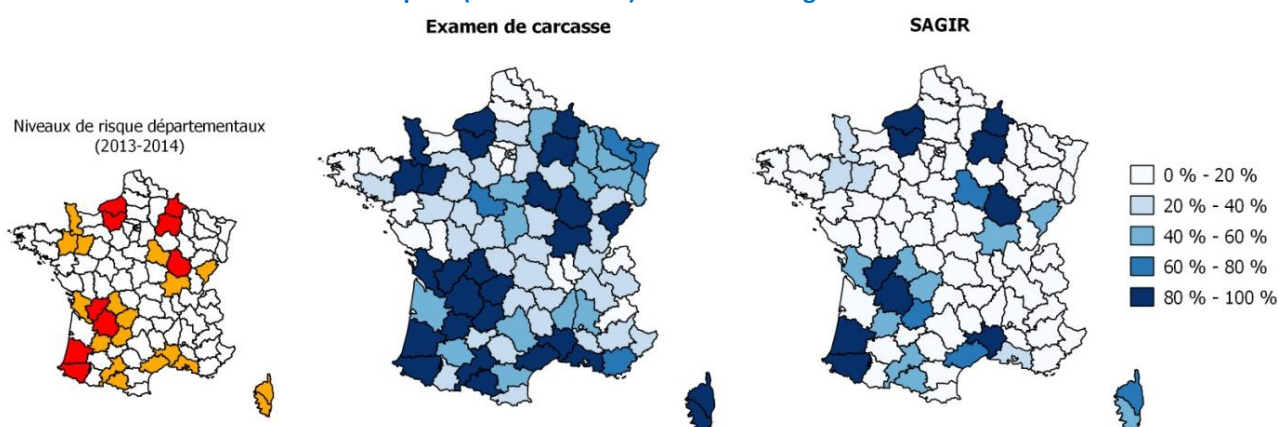 Examen de carcasse
SAGIR
Niveaux de risque départementaux
(2013-2014)
0 % - 20 %
20 % - 40 %
40 % - 60 %
60 % - 80 %
80 % - 100 %